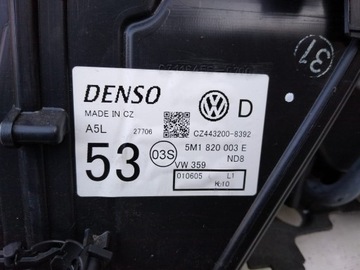 31
DENSO
D
MADE IN CZ
A5L
27706
CZ443200-8392
53
03S
5M1 820 003 E
ND8
VW 359
010605 L1